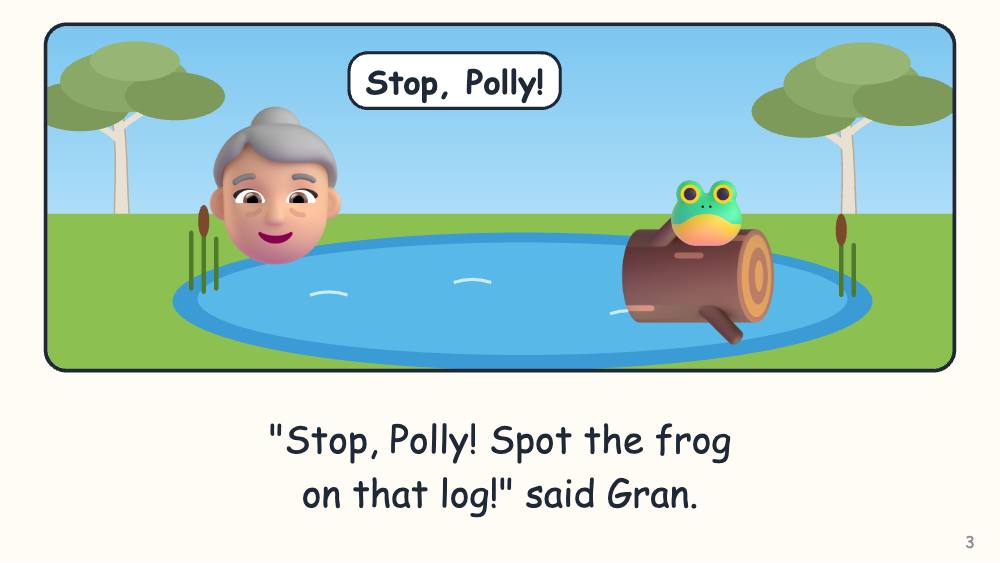 Stop, Polly!
"Stop, Polly! Spot the frog
on that log!" said Gran.
3